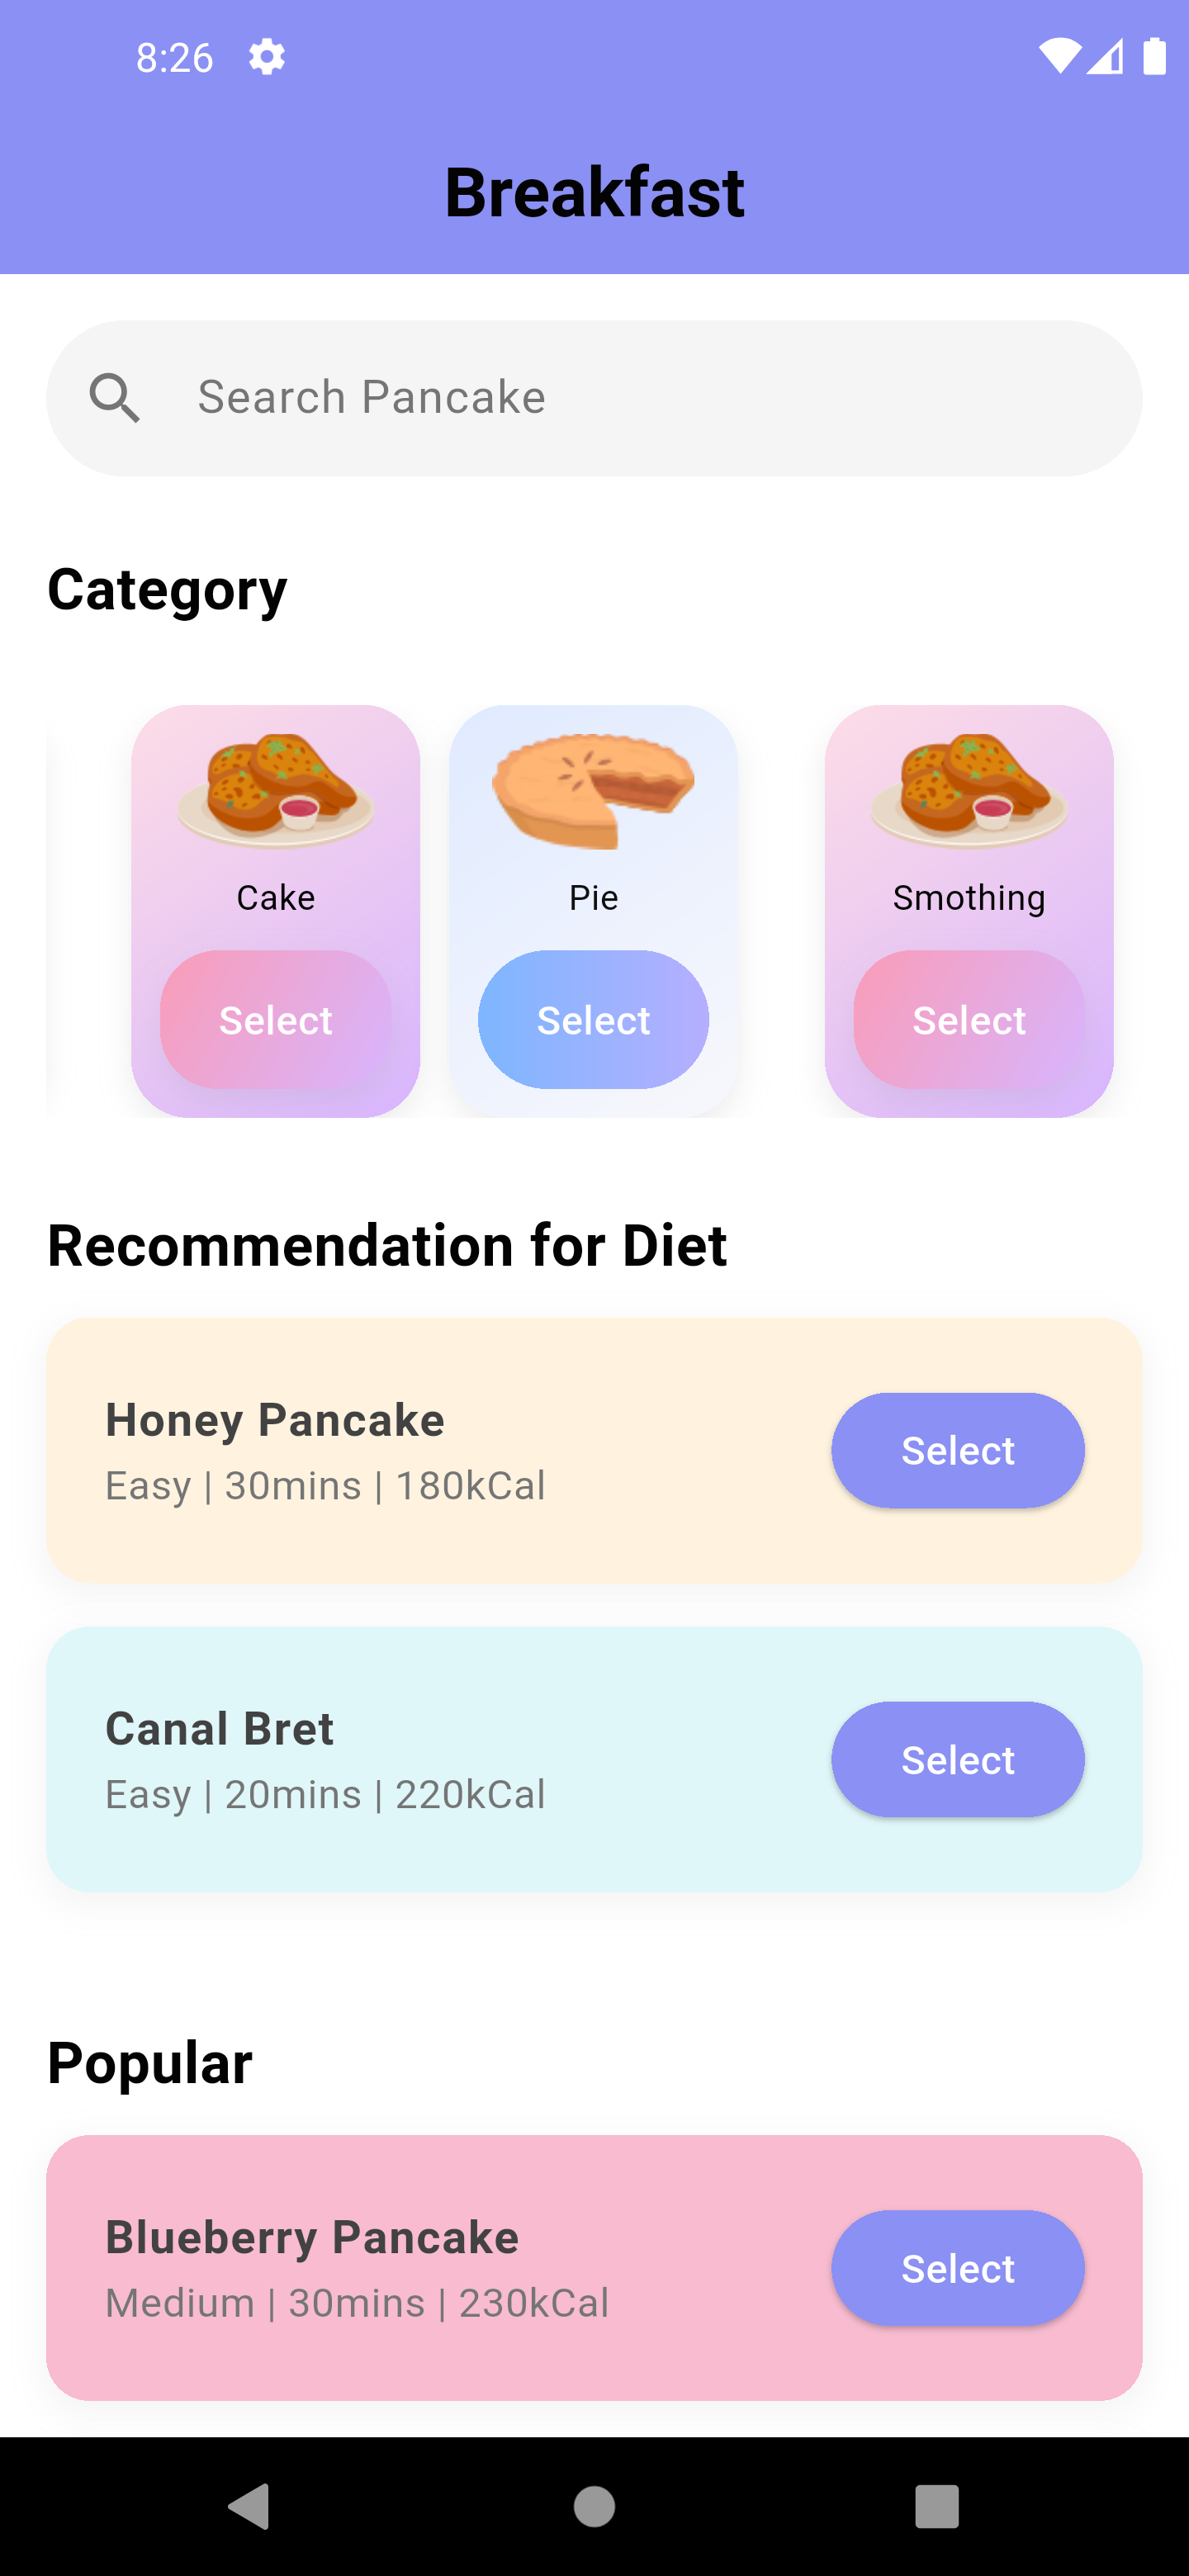 8:26
Breakfast
Search Pancake
Category
Cake
Pie
Smothing
Select
Select
Select
Recommendation for Diet
Honey Pancake
Easy | 30mins | 180kCal
Select
Canal Bret
Easy | 20mins | 220kCal
Select
Popular
Blueberry Pancake
Medium | 30mins | 230kCal
Select